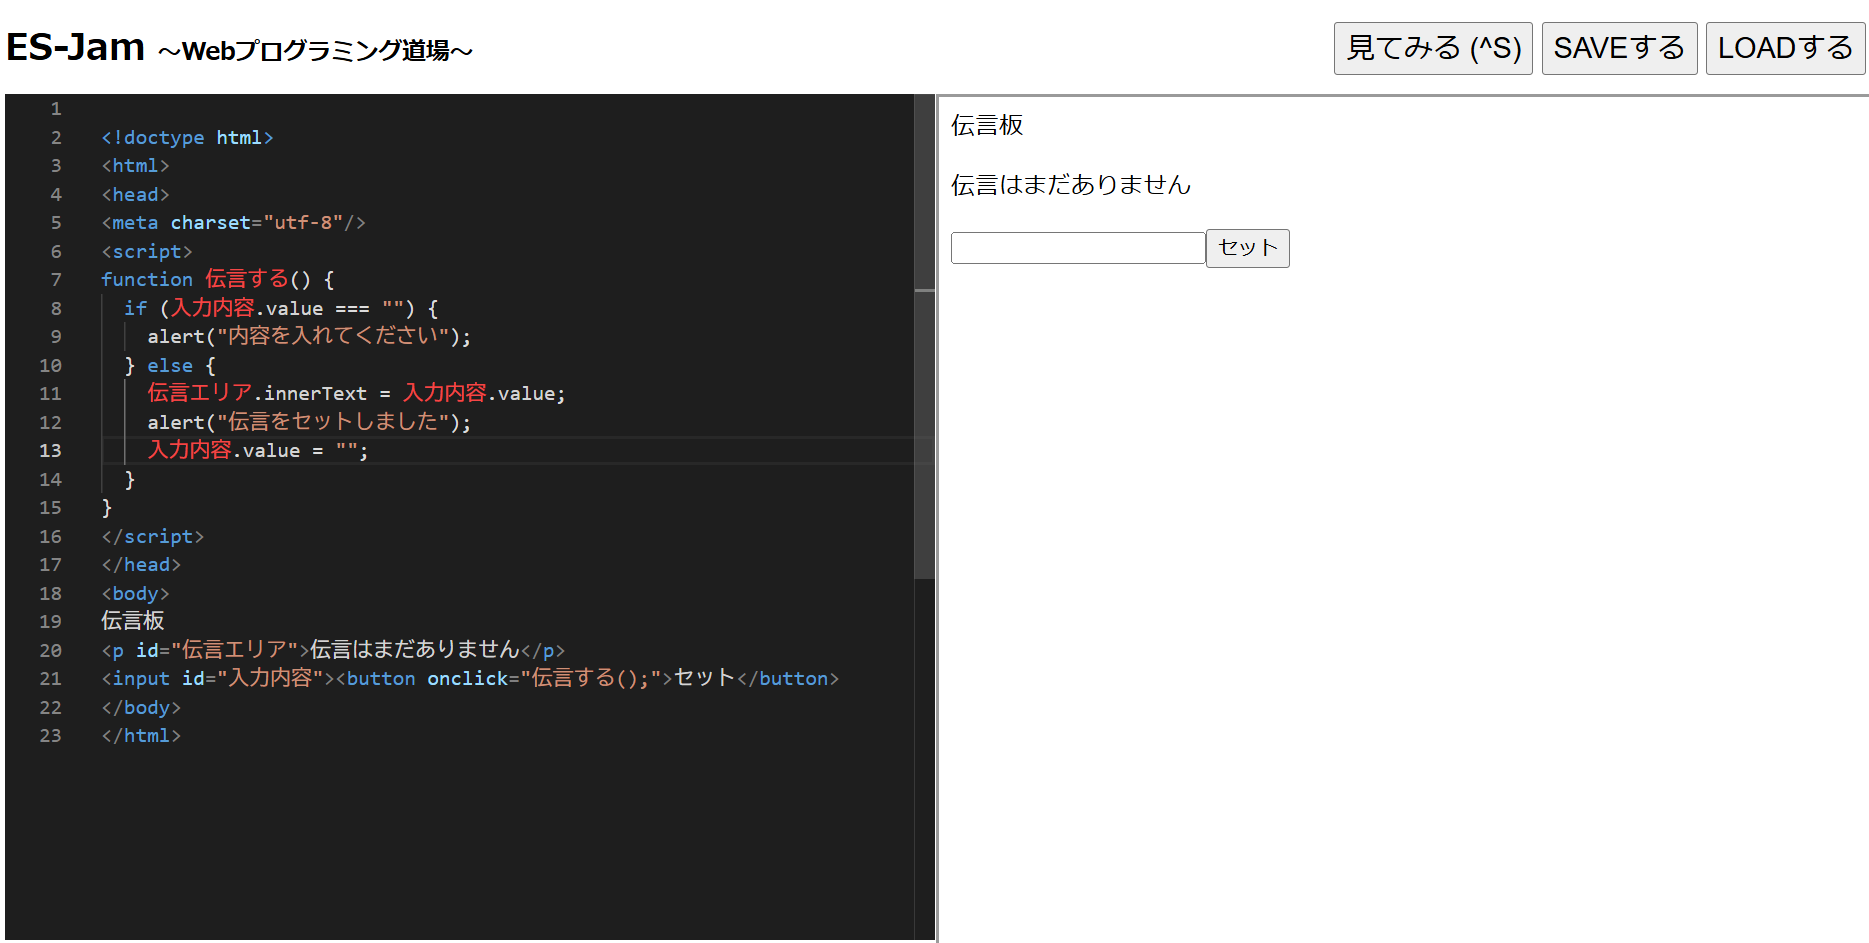 ES-Jam ～Webプログラミング道場～
見てみる (^S) SAVEする LOADする
1
2 <!doctype html>
3 <html>
4 <head>
5 <meta charset="utf-8"/>
6 <script>
7 function 伝言する() {
8   if (入力内容.value === "") {
9     alert("内容を入れてください");
10   } else {
11     伝言エリア.innerText = 入力内容.value;
12     alert("伝言をセットしました");
13     入力内容.value = "";
14   }
15 }
16 </script>
17 </head>
18 <body>
19 伝言板
20 <p id="伝言エリア">伝言はまだありません</p>
21 <input id="入力内容"><button onclick="伝言する();">セット</button>
22 </body>
23 </html>
伝言板
伝言はまだありません
セット